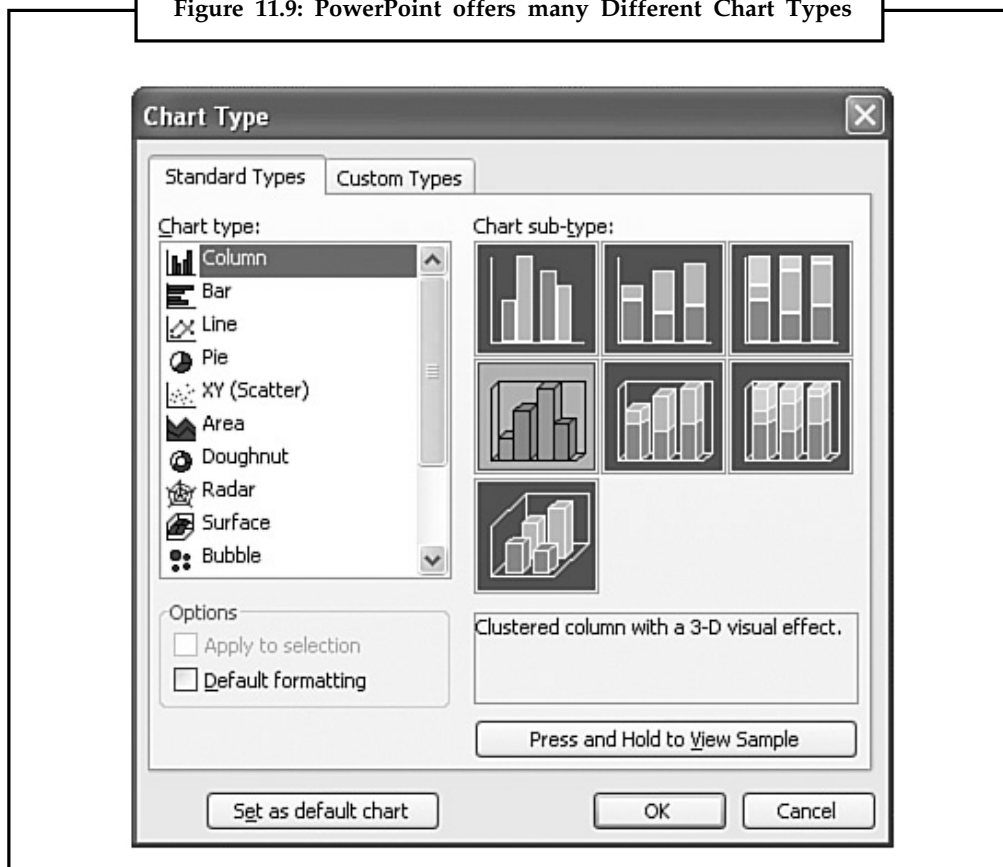 Figure 11.9: PowerPoint offers many Different Chart Types
Chart Type
Standard Types
Custom Types
Chart type:
Column
Bar
Line
Pie
XY (Scatter)
Area
Doughnut
Radar
Surface
Bubble
Chart sub-type:
Options
Apply to selection
Default formatting
Clustered column with a 3-D visual effect.
Press and Hold to View Sample
Set as default chart
OK
Cancel